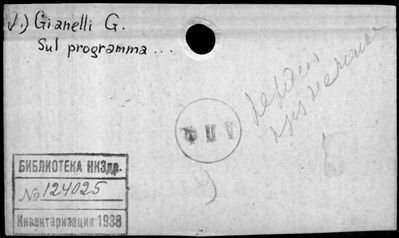 V.) Gianelli G.
Sul programma...
БИБЛИОТЕКА НКЗдр.
№ 124025
Инвентаризация 1938